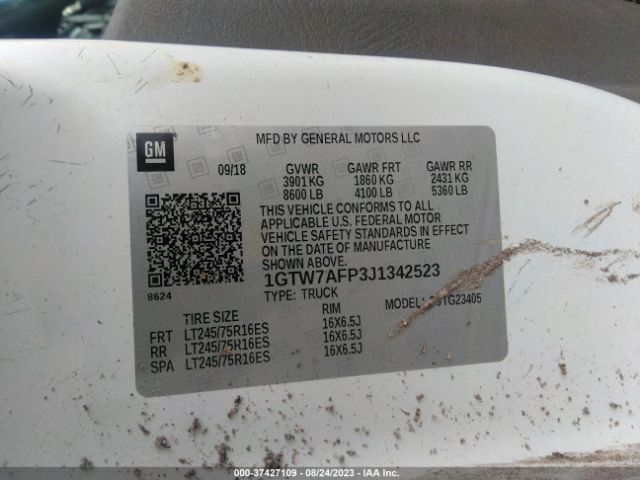 GM
MFD BY GENERAL MOTORS LLC
09/18 GVWR GAWR FRT GAWR RR
3901 KG 1860 KG 2431 KG
8600 LB 4100 LB 5360 LB
THIS VEHICLE CONFORMS TO ALL
APPLICABLE U.S. FEDERAL MOTOR
VEHICLE SAFETY STANDARDS IN EFFECT
ON THE DATE OF MANUFACTURE
SHOWN ABOVE.
1GTW7AFP3J1342523
8624
TYPE: TRUCK
TIRE SIZE RIM MODEL:
FRT LT245/75R16ES 16X6.5J
RR LT245/75R16ES 16X6.5J
SPA LT245/75R16ES 16X6.5J
000-37427109 - 08/24/2023 - IAA Inc.